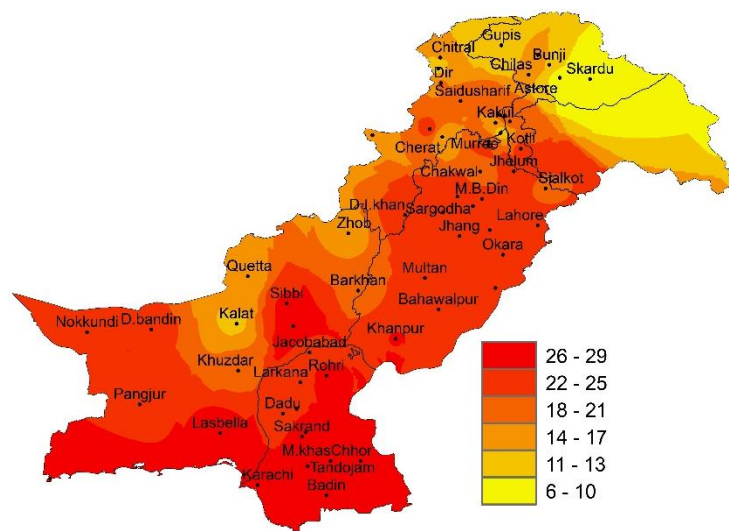 Gupis
Chitral
Bunji
Chilas
Skardu
Dir
Astore
Saidusharif
Kakul
Cherat
Murree
Kotli
Jhelum
Chakwal
Sialkot
M.B.Din
D.I.khan
Sargodha
Lahore
Zhob
Jhang
Okara
Quetta
Barkhan
Multan
Sibbi
Bahawalpur
Kalat
Nokkundi
D.bandin
Khanpur
Jacobabad
Khuzdar
Rohri
Larkana
Pangjur
Dadu
Lasbella
Sakrand
M.khas
Chhor
Tandojam
Karachi
Badin
26 - 29
22 - 25
18 - 21
14 - 17
11 - 13
6 - 10